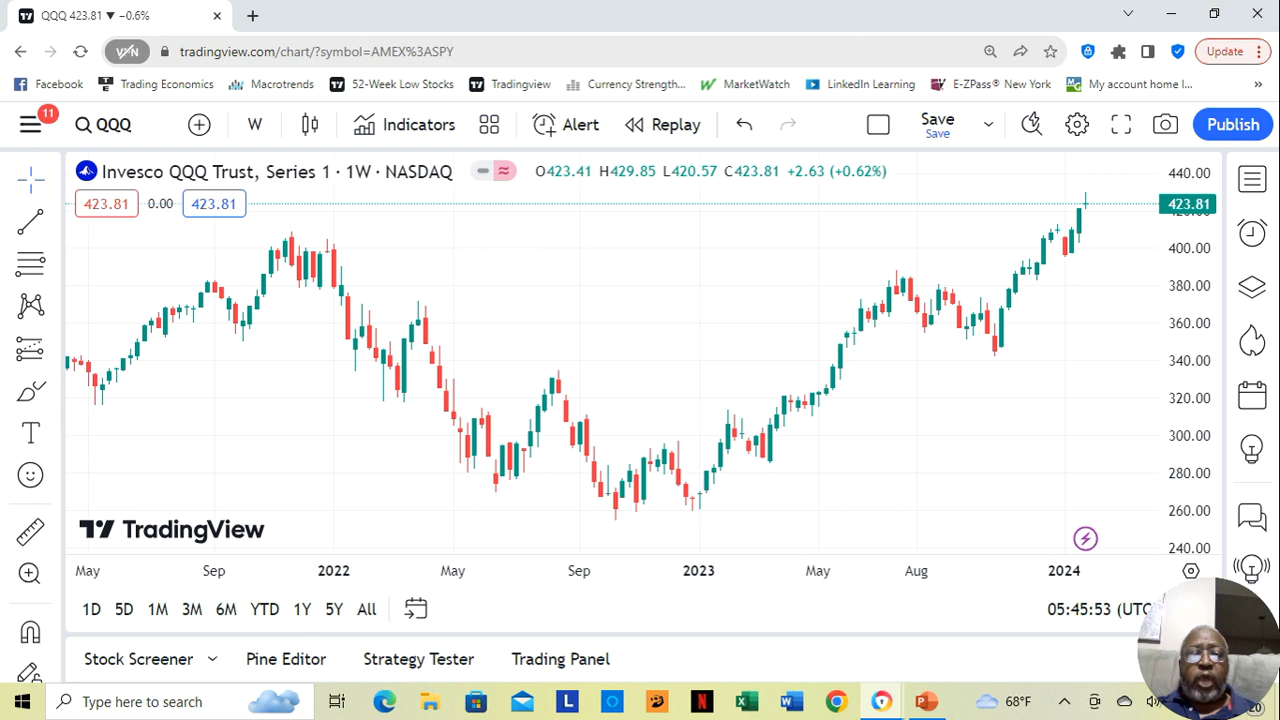 QQQ 423.81 ▼ −0.6%
tradingview.com/chart/?symbol=AMEX%3ASPY
VPN
Update
Facebook
Trading Economics
Macrotrends
52-Week Low Stocks
Tradingview
Currency Strength...
MarketWatch
LinkedIn Learning
E-ZPass® New York
My account home I...
»
11
QQQ
W
Indicators
Alert
Replay
Save
Save
Publish
Invesco QQQ Trust, Series 1 · 1W · NASDAQ
O423.41 H429.85 L420.57 C423.81 +2.63 (+0.62%)
423.81 0.00 423.81
440.00
423.81
420.00
400.00
380.00
360.00
340.00
320.00
300.00
280.00
260.00
240.00
TradingView
May Sep 2022 May Sep 2023 May Aug 2024
1D 5D 1M 3M 6M YTD 1Y 5Y All
05:45:53 (UTC
Stock Screener Pine Editor Strategy Tester Trading Panel
Type here to search
68°F
20